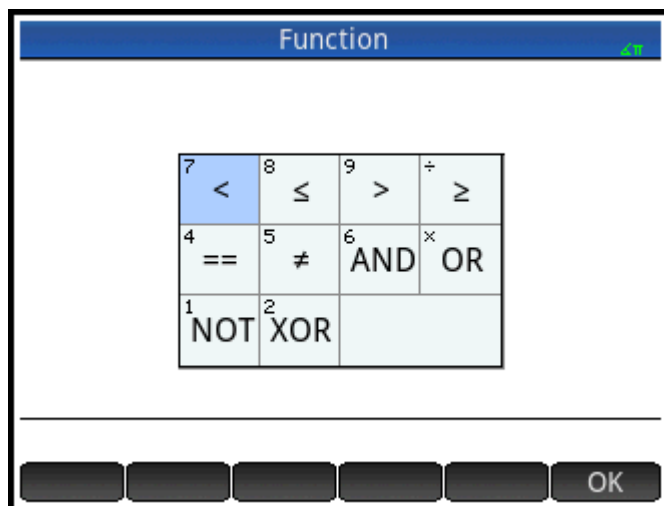 Function
∡π
7 < 8 ≤ 9 > ÷ ≥
4 == 5 ≠ 6 AND × OR
1 NOT 2 XOR
OK